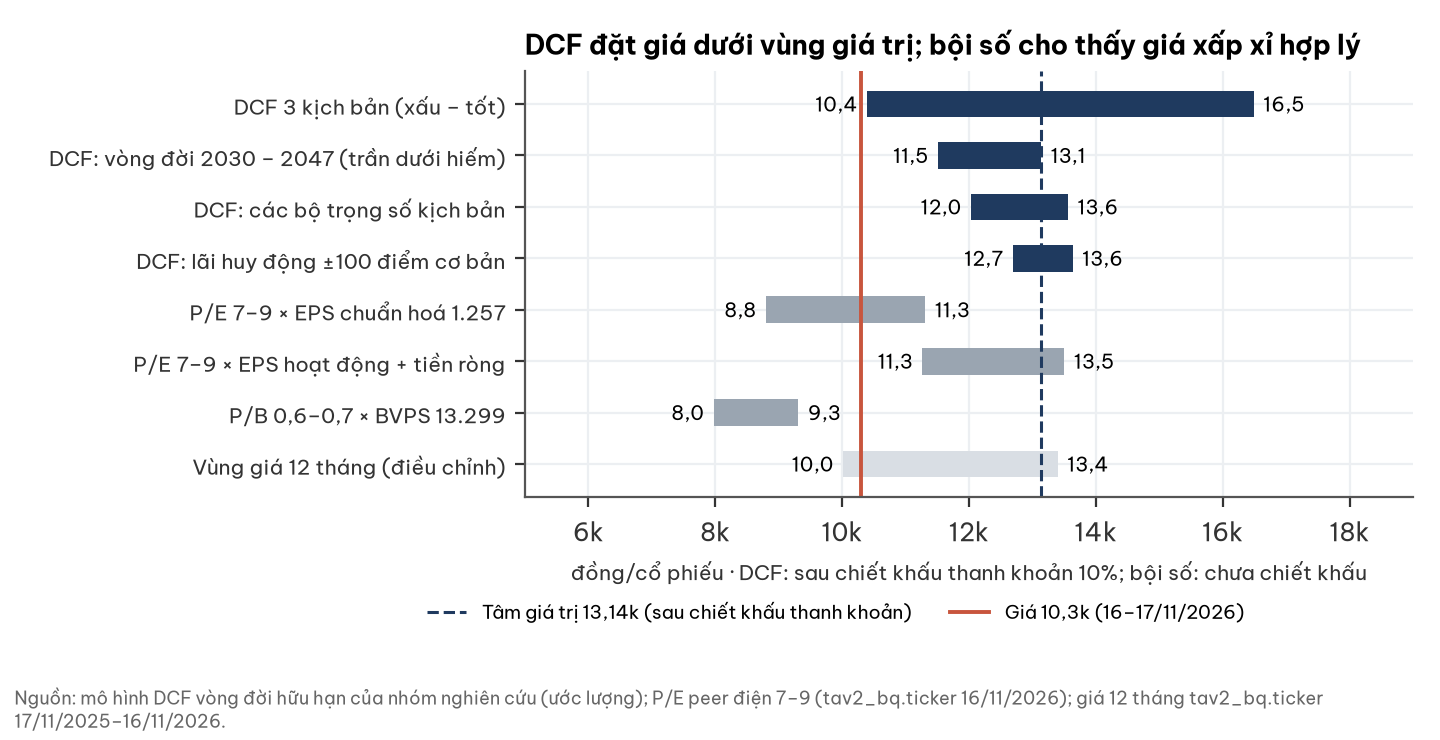 DCF đặt giá dưới vùng giá trị; bội số cho thấy giá xấp xỉ hợp lý
DCF 3 kịch bản (xấu – tốt)
10,4
16,5
DCF: vòng đời 2030 – 2047 (trần dưới hiếm)
11,5
13,1
DCF: các bộ trọng số kịch bản
12,0
13,6
DCF: lãi huy động ±100 điểm cơ bản
12,7
13,6
P/E 7–9 × EPS chuẩn hoá 1.257
8,8
11,3
P/E 7–9 × EPS hoạt động + tiền ròng
11,3
13,5
P/B 0,6–0,7 × BVPS 13.299
8,0
9,3
Vùng giá 12 tháng (điều chỉnh)
10,0
13,4
6k 8k 10k 12k 14k 16k 18k
đồng/cổ phiếu · DCF: sau chiết khấu thanh khoản 10%; bội số: chưa chiết khấu
Tâm giá trị 13,14k (sau chiết khấu thanh khoản)
Giá 10,3k (16–17/11/2026)
Nguồn: mô hình DCF vòng đời hữu hạn của nhóm nghiên cứu (ước lượng); P/E peer điện 7–9 (tav2_bq.ticker 16/11/2026); giá 12 tháng tav2_bq.ticker
17/11/2025–16/11/2026.